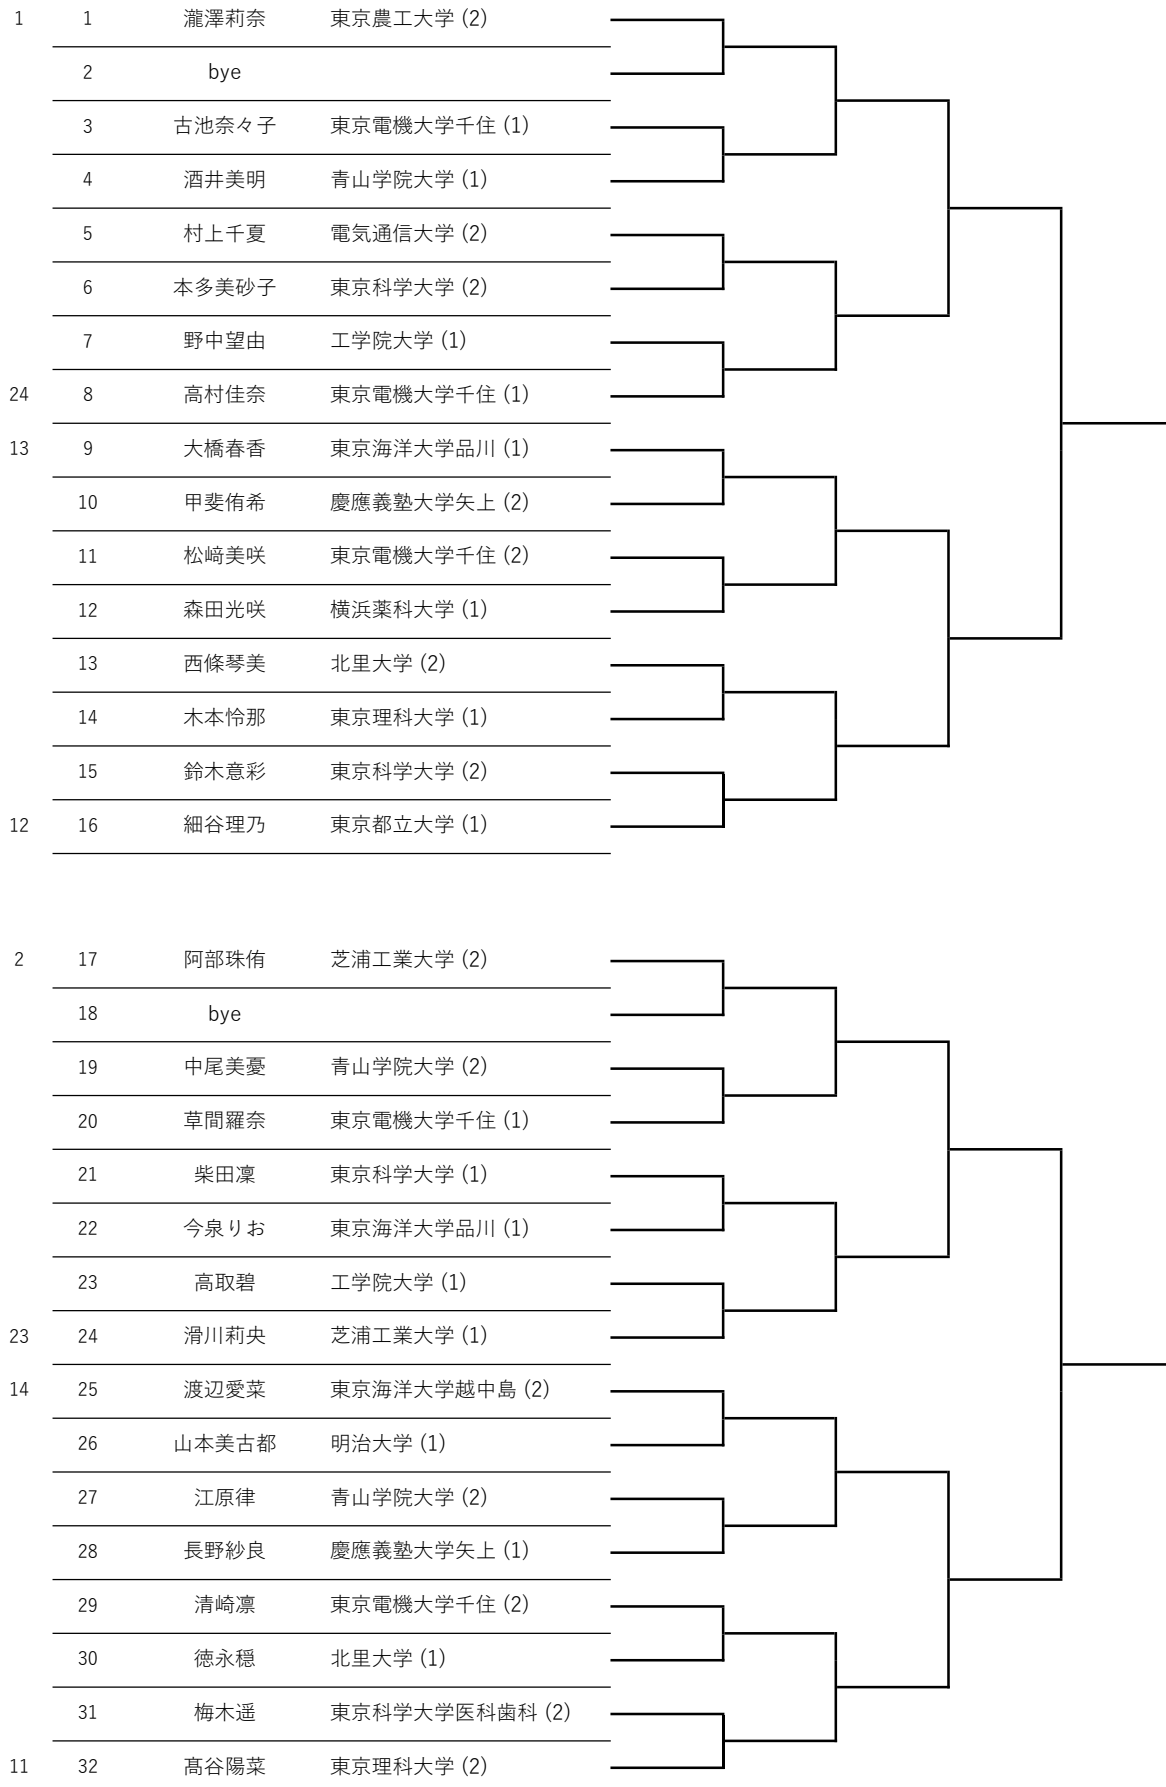 1 1 瀧澤莉奈 東京農工大学 (2)
2 bye
3 古池奈々子 東京電機大学千住 (1)
4 酒井美明 青山学院大学 (1)
5 村上千夏 電気通信大学 (2)
6 本多美砂子 東京科学大学 (2)
7 野中望由 工学院大学 (1)
24 8 高村佳奈 東京電機大学千住 (1)
13 9 大橋春香 東京海洋大学品川 (1)
10 甲斐侑希 慶應義塾大学矢上 (2)
11 松﨑美咲 東京電機大学千住 (2)
12 森田光咲 横浜薬科大学 (1)
13 西條琴美 北里大学 (2)
14 木本怜那 東京理科大学 (1)
15 鈴木意彩 東京科学大学 (2)
12 16 細谷理乃 東京都立大学 (1)
2 17 阿部珠侑 芝浦工業大学 (2)
18 bye
19 中尾美憂 青山学院大学 (2)
20 草間羅奈 東京電機大学千住 (1)
21 柴田凜 東京科学大学 (1)
22 今泉りお 東京海洋大学品川 (1)
23 高取碧 工学院大学 (1)
23 24 滑川莉央 芝浦工業大学 (1)
14 25 渡辺愛菜 東京海洋大学越中島 (2)
26 山本美古都 明治大学 (1)
27 江原律 青山学院大学 (2)
28 長野紗良 慶應義塾大学矢上 (1)
29 清崎凛 東京電機大学千住 (2)
30 徳永穏 北里大学 (1)
31 梅木遥 東京科学大学医科歯科 (2)
11 32 髙谷陽菜 東京理科大学 (2)